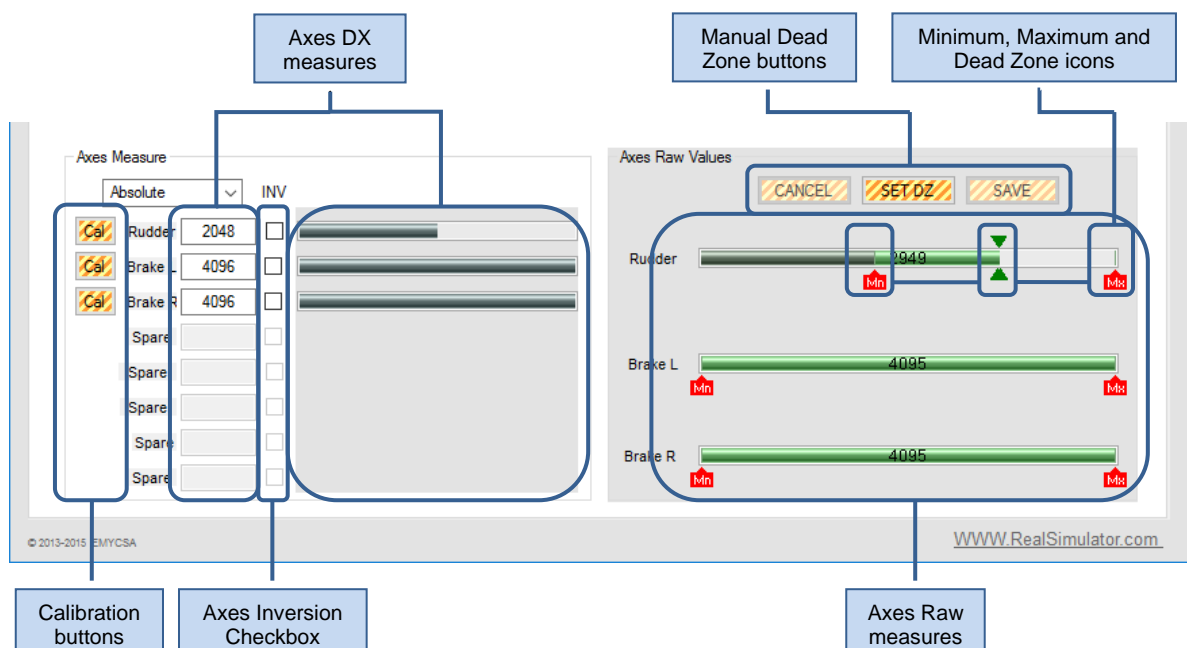 Axes DX
measures
Manual Dead
Zone buttons
Minimum, Maximum and
Dead Zone icons
Axes Measure
Absolute INV
Cal Rudder 2048
Cal Brake L 4096
Cal Brake R 4096
Spare
Spare
Spare
Spare
Spare
Axes Raw Values
CANCEL SET DZ SAVE
Rudder 2949
Mn Mx
Brake L 4095
Mn Mx
Brake R 4095
Mn Mx
© 2013-2015 EMYCSA
WWW.RealSimulator.com
Calibration
buttons
Axes Inversion
Checkbox
Axes Raw
measures